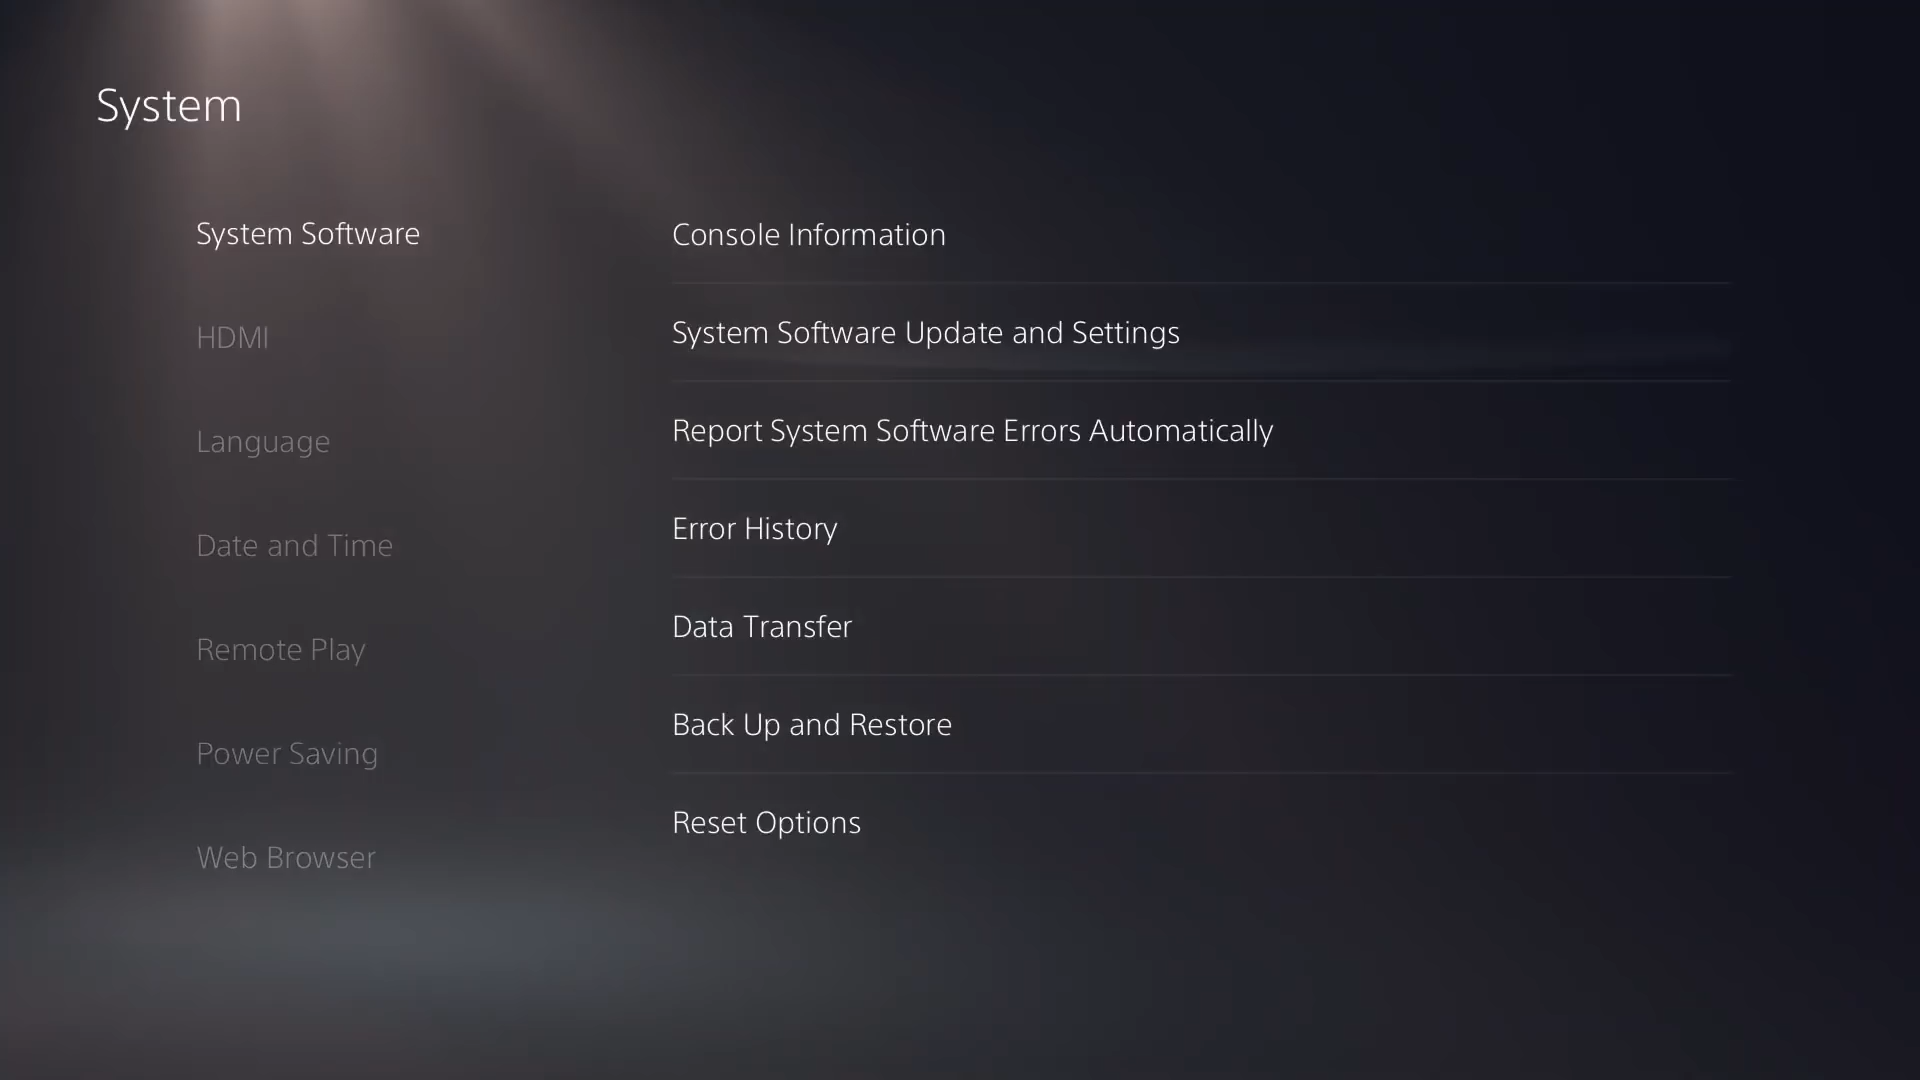 System
System Software
HDMI
Language
Date and Time
Remote Play
Power Saving
Web Browser
Console Information
System Software Update and Settings
Report System Software Errors Automatically
Error History
Data Transfer
Back Up and Restore
Reset Options